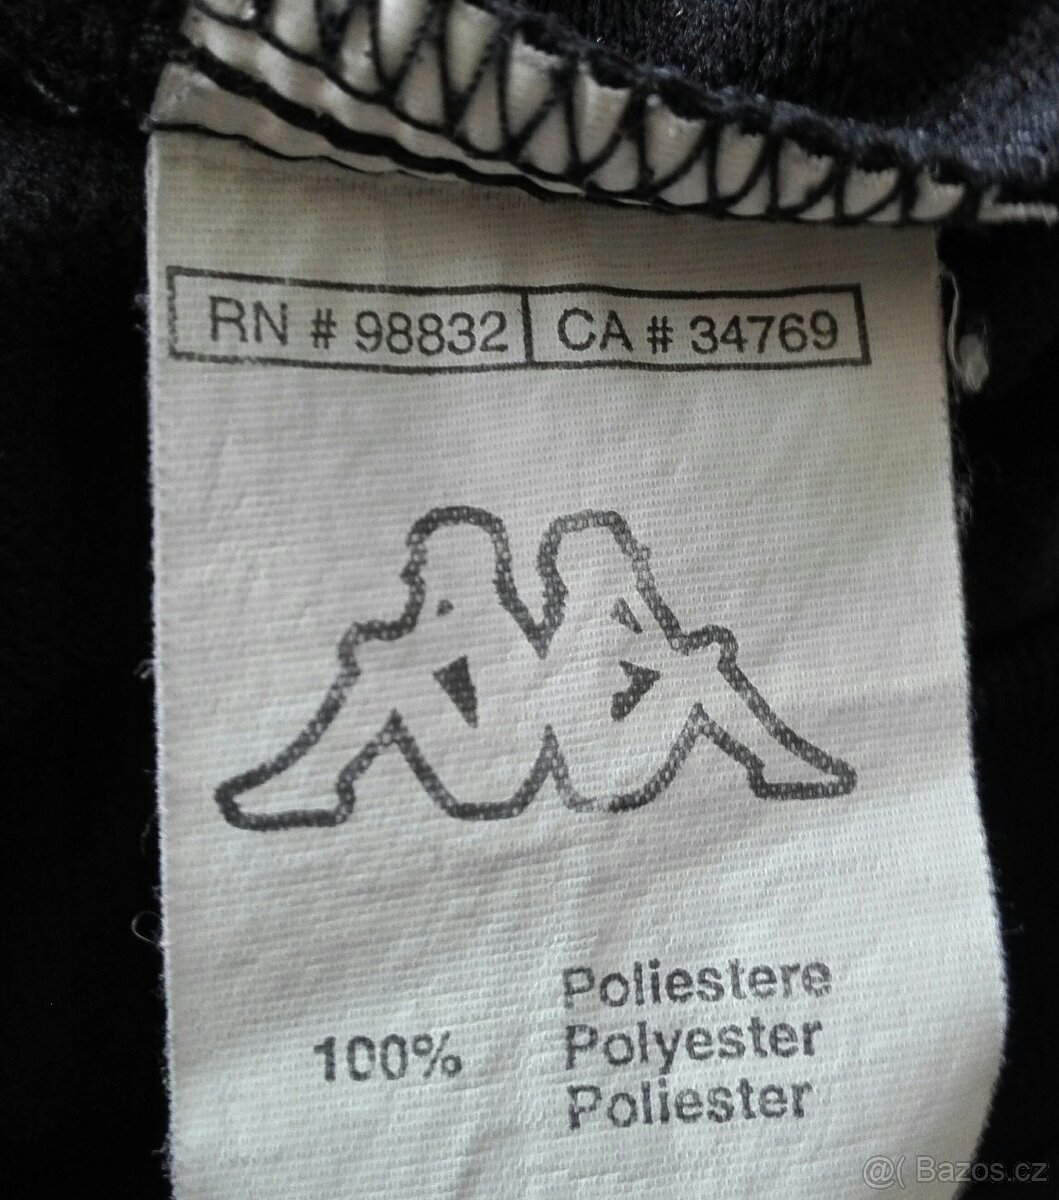 RN # 98832 CA # 34769
Poliestere
100% Polyester
Poliester
@( Bazos.cz